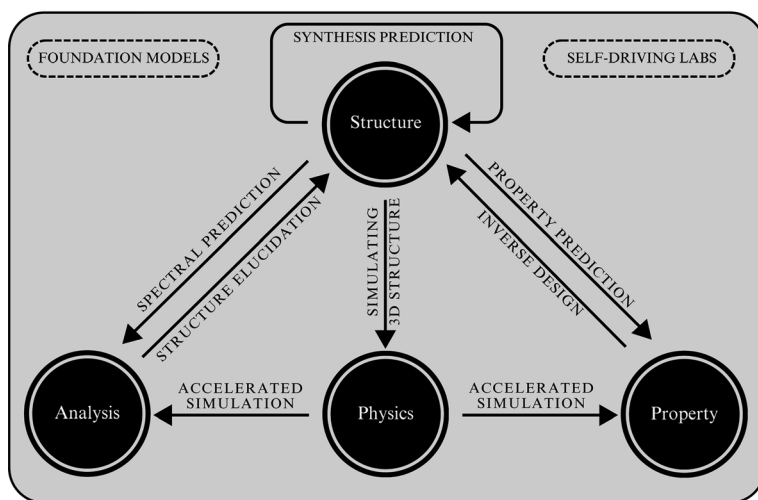 SYNTHESIS PREDICTION
FOUNDATION MODELS
SELF-DRIVING LABS
Structure
SPECTRAL PREDICTION
STRUCTURE ELUCIDATION
SIMULATING
3D STRUCTURE
PROPERTY PREDICTION
INVERSE DESIGN
Analysis
ACCELERATED
SIMULATION
Physics
ACCELERATED
SIMULATION
Property